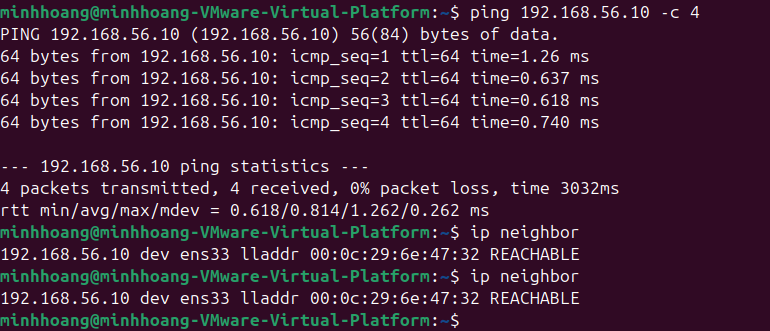 minhhoang@minhhoang-VMware-Virtual-Platform:~$ ping 192.168.56.10 -c 4
PING 192.168.56.10 (192.168.56.10) 56(84) bytes of data.
64 bytes from 192.168.56.10: icmp_seq=1 ttl=64 time=1.26 ms
64 bytes from 192.168.56.10: icmp_seq=2 ttl=64 time=0.637 ms
64 bytes from 192.168.56.10: icmp_seq=3 ttl=64 time=0.618 ms
64 bytes from 192.168.56.10: icmp_seq=4 ttl=64 time=0.740 ms

--- 192.168.56.10 ping statistics ---
4 packets transmitted, 4 received, 0% packet loss, time 3032ms
rtt min/avg/max/mdev = 0.618/0.814/1.262/0.262 ms
minhhoang@minhhoang-VMware-Virtual-Platform:~$ ip neighbor
192.168.56.10 dev ens33 lladdr 00:0c:29:6e:47:32 REACHABLE
minhhoang@minhhoang-VMware-Virtual-Platform:~$ ip neighbor
192.168.56.10 dev ens33 lladdr 00:0c:29:6e:47:32 REACHABLE
minhhoang@minhhoang-VMware-Virtual-Platform:~$